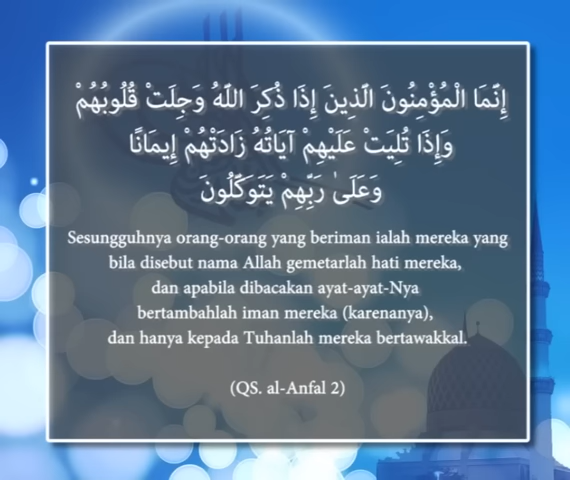 إِنَّمَا الْمُؤْمِنُونَ الَّذِينَ إِذَا ذُكِرَ اللَّهُ وَجِلَتْ قُلُوبُهُمْ
وَإِذَا تُلِيَتْ عَلَيْهِمْ آيَاتُهُ زَادَتْهُمْ إِيمَانًا
وَعَلَىٰ رَبِّهِمْ يَتَوَكَّلُونَ
Sesungguhnya orang-orang yang beriman ialah mereka yang
bila disebut nama Allah gemetarlah hati mereka,
dan apabila dibacakan ayat-ayat-Nya
bertambahlah iman mereka (karenanya),
dan hanya kepada Tuhanlah mereka bertawakkal.
(QS. al-Anfal 2)